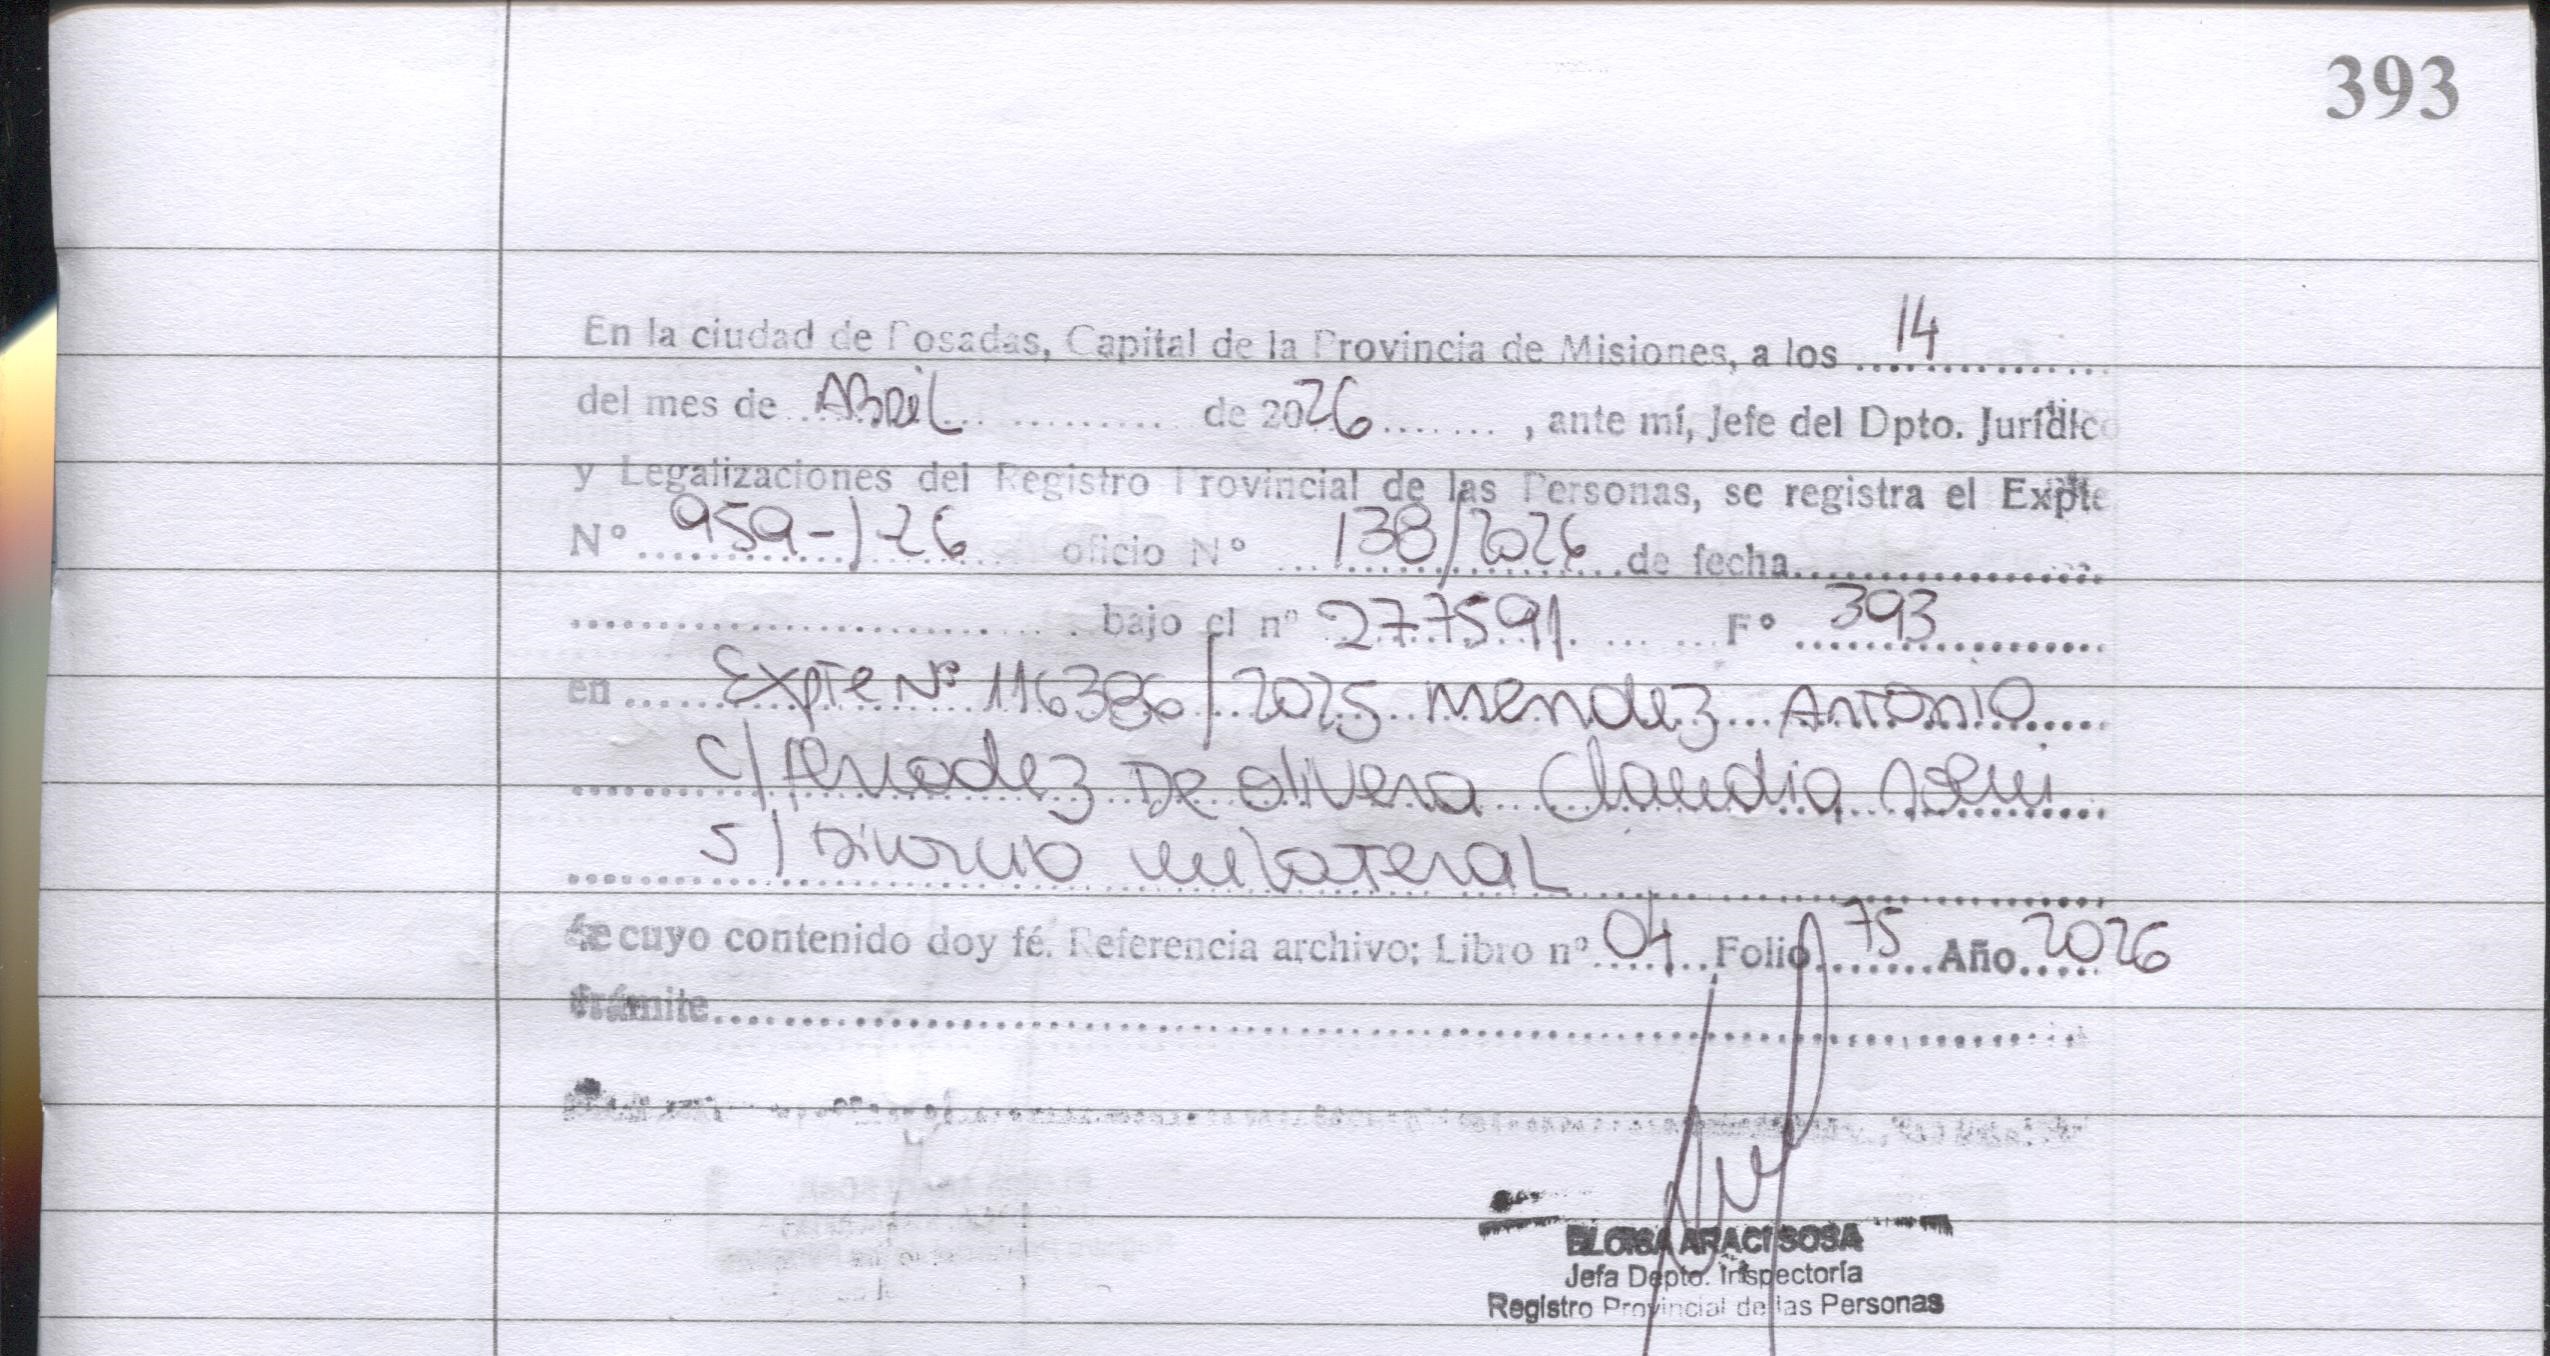 393
En la ciudad de Posadas, Capital de la Provincia de Misiones, a los 14
del mes de ABRIL de 2026, ante mí, Jefe del Dpto. Jurídico
y Legalizaciones del Registro Provincial de las Personas, se registra el Expte
N° 959-J-26 oficio N° 138/2026 de fecha
bajo el n° 277591 F° 393
en Expte N° 116386/2025 Mendez Antonio
C/ De Olivera Claudia
S/ Divorcio unilateral
de cuyo contenido doy fé. Referencia archivo: Libro n° 04 Folio 75 Año 2026
trámite
ELOISA ARACI SOSA
Jefa Depto. Inspectoría
Registro Provincial de las Personas